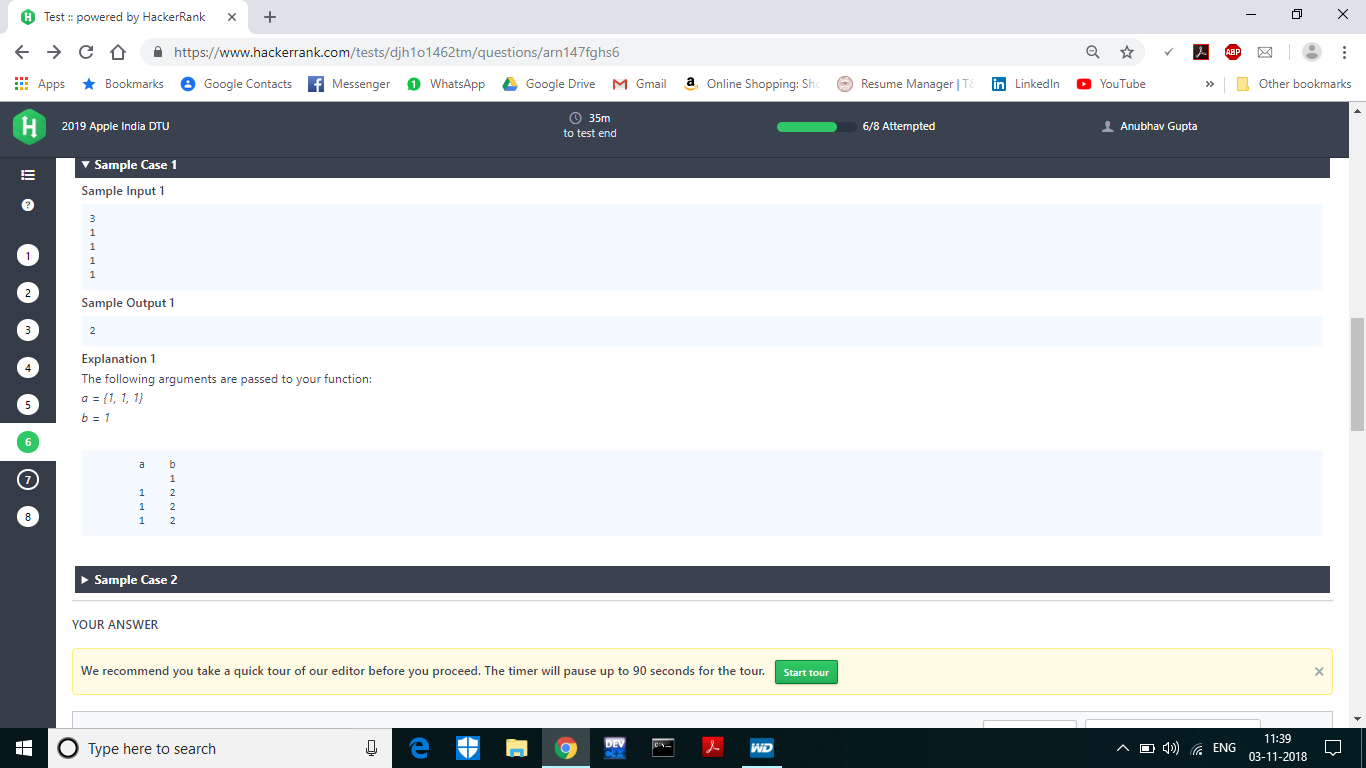 Test :: powered by HackerRank
https://www.hackerrank.com/tests/djh1o1462tm/questions/arn147fghs6
ABP
Apps Bookmarks Google Contacts Messenger 1 WhatsApp Google Drive Gmail Online Shopping: Sho Resume Manager | T& LinkedIn YouTube » Other bookmarks
2019 Apple India DTU
35m
to test end
6/8 Attempted
Anubhav Gupta
Sample Case 1
Sample Input 1
3
1
1
1
1
Sample Output 1
2
Explanation 1
The following arguments are passed to your function:
a = {1, 1, 1}
b = 1
a b
1
1 2
1 2
1 2
Sample Case 2
YOUR ANSWER
We recommend you take a quick tour of our editor before you proceed. The timer will pause up to 90 seconds for the tour. Start tour
?
1
2
3
4
5
6
7
8
Type here to search
DEV
WD
ENG
11:39
03-11-2018